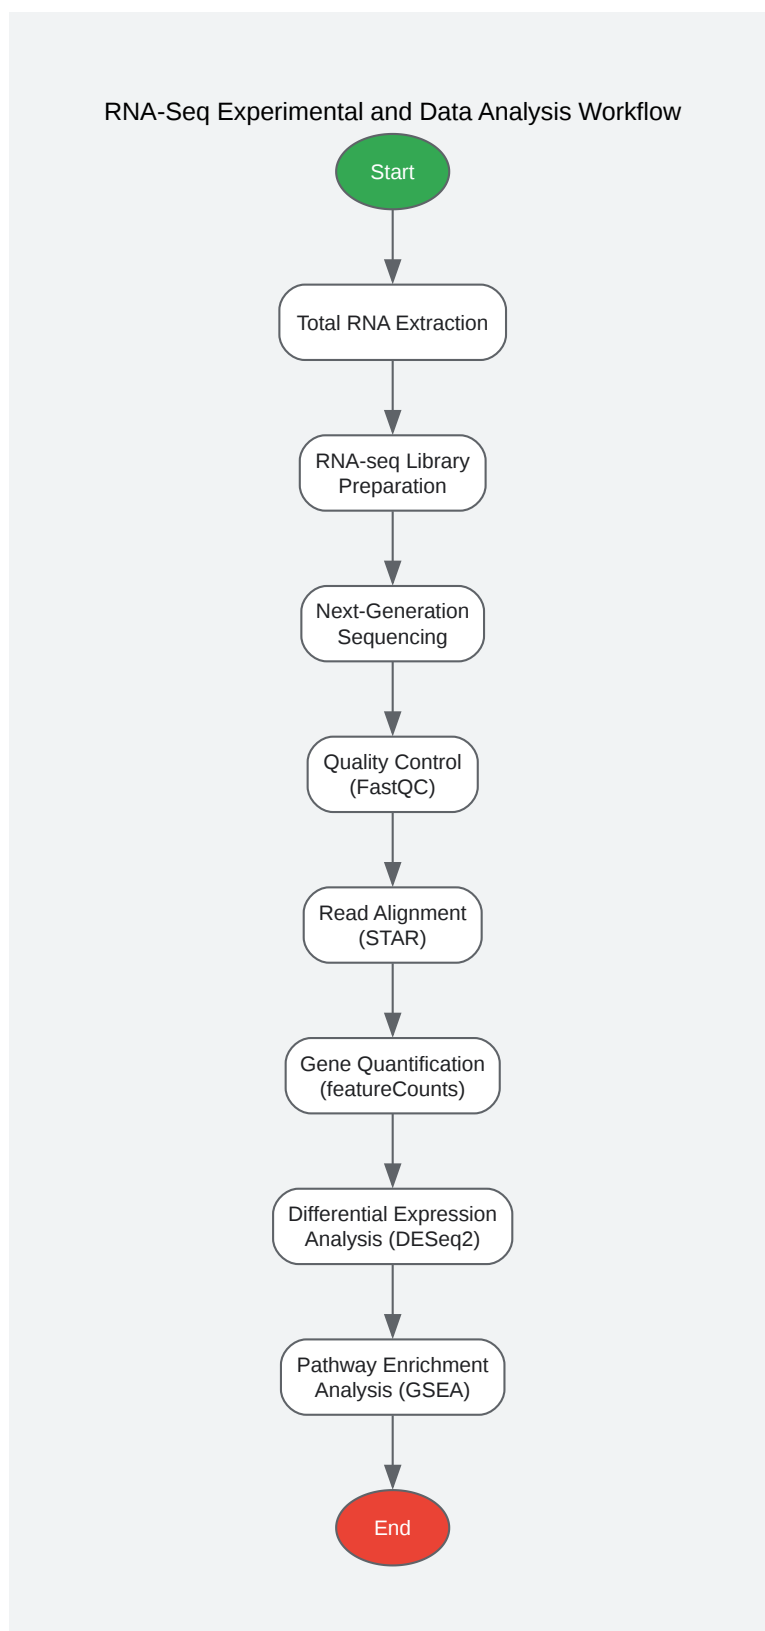 RNA-Seq Experimental and Data Analysis Workflow
Start
Total RNA Extraction
RNA-seq Library
Preparation
Next-Generation
Sequencing
Quality Control
(FastQC)
Read Alignment
(STAR)
Gene Quantification
(featureCounts)
Differential Expression
Analysis (DESeq2)
Pathway Enrichment
Analysis (GSEA)
End